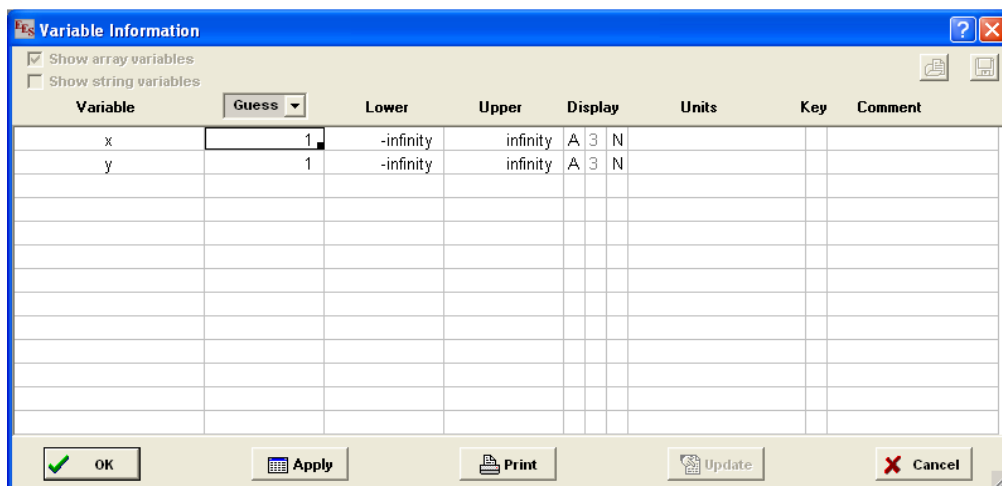 EES Variable Information
Show array variables
Show string variables
Variable Guess Lower Upper Display Units Key Comment
x 1 -infinity infinity A 3 N
y 1 -infinity infinity A 3 N
OK Apply Print Update Cancel